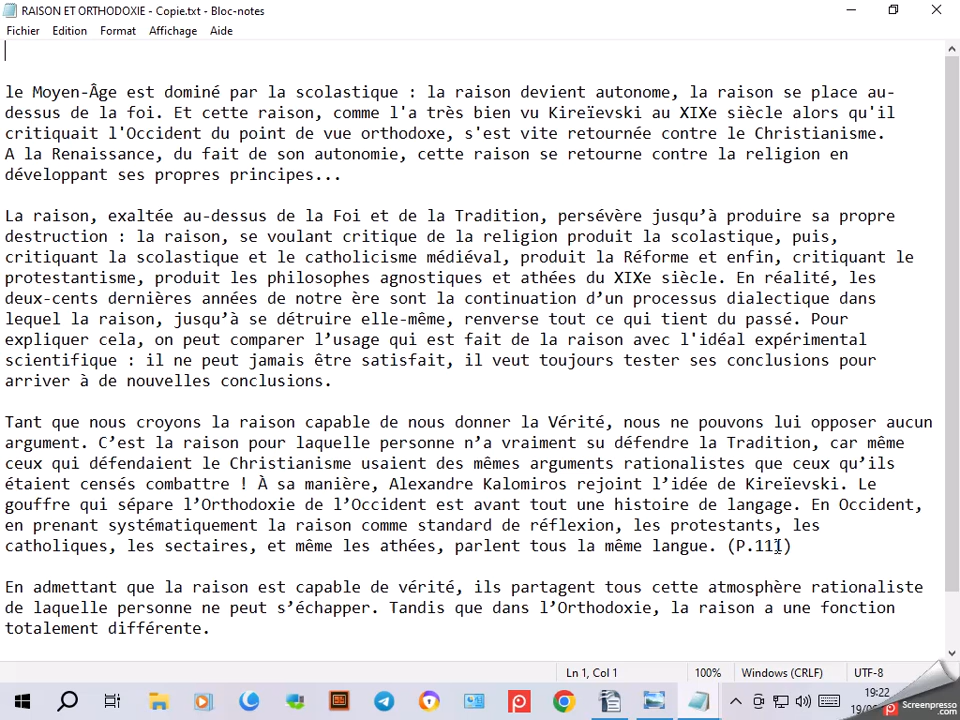 RAISON ET ORTHODOXIE - Copie.txt - Bloc-notes
Fichier Edition Format Affichage Aide
le Moyen-Âge est dominé par la scolastique : la raison devient autonome, la raison se place au-
dessus de la foi. Et cette raison, comme l'a très bien vu Kireïevski au XIXe siècle alors qu'il
critiquait l'Occident du point de vue orthodoxe, s'est vite retournée contre le Christianisme.
A la Renaissance, du fait de son autonomie, cette raison se retourne contre la religion en
développant ses propres principes...
La raison, exaltée au-dessus de la Foi et de la Tradition, persévère jusqu’à produire sa propre
destruction : la raison, se voulant critique de la religion produit la scolastique, puis,
critiquant la scolastique et le catholicisme médiéval, produit la Réforme et enfin, critiquant le
protestantisme, produit les philosophes agnostiques et athées du XIXe siècle. En réalité, les
deux-cents dernières années de notre ère sont la continuation d’un processus dialectique dans
lequel la raison, jusqu’à se détruire elle-même, renverse tout ce qui tient du passé. Pour
expliquer cela, on peut comparer l’usage qui est fait de la raison avec l'idéal expérimental
scientifique : il ne peut jamais être satisfait, il veut toujours tester ses conclusions pour
arriver à de nouvelles conclusions.
Tant que nous croyons la raison capable de nous donner la Vérité, nous ne pouvons lui opposer aucun
argument. C’est la raison pour laquelle personne n’a vraiment su défendre la Tradition, car même
ceux qui défendaient le Christianisme usaient des mêmes arguments rationalistes que ceux qu’ils
étaient censés combattre ! À sa manière, Alexandre Kalomiros rejoint l’idée de Kireïevski. Le
gouffre qui sépare l’Orthodoxie de l’Occident est avant tout une histoire de langage. En Occident,
en prenant systématiquement la raison comme standard de réflexion, les protestants, les
catholiques, les sectaires, et même les athées, parlent tous la même langue. (P.111)
En admettant que la raison est capable de vérité, ils partagent tous cette atmosphère rationaliste
de laquelle personne ne peut s’échapper. Tandis que dans l’Orthodoxie, la raison a une fonction
totalement différente.
Ln 1, Col 1 100% Windows (CRLF) UTF-8
19:22
Screenpresso
.com